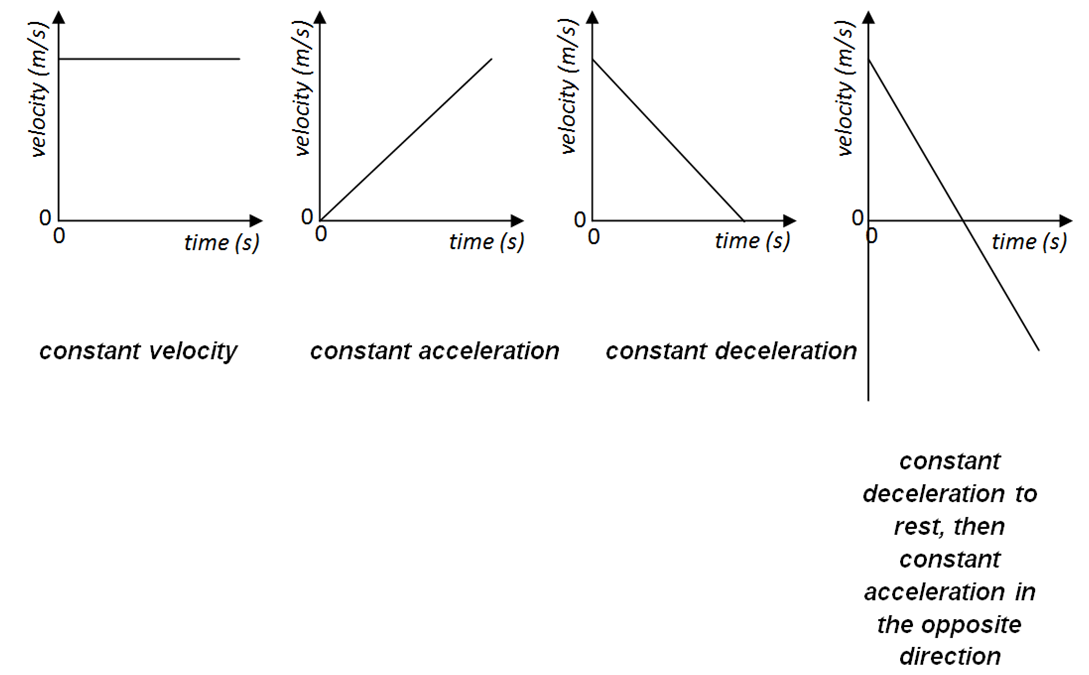 velocity (m/s)
0
0
time (s)
constant velocity
velocity (m/s)
0
0
time (s)
constant acceleration
velocity (m/s)
0
0
time (s)
constant deceleration
velocity (m/s)
0
0
time (s)
constant
deceleration to
rest, then
constant
acceleration in
the opposite
direction